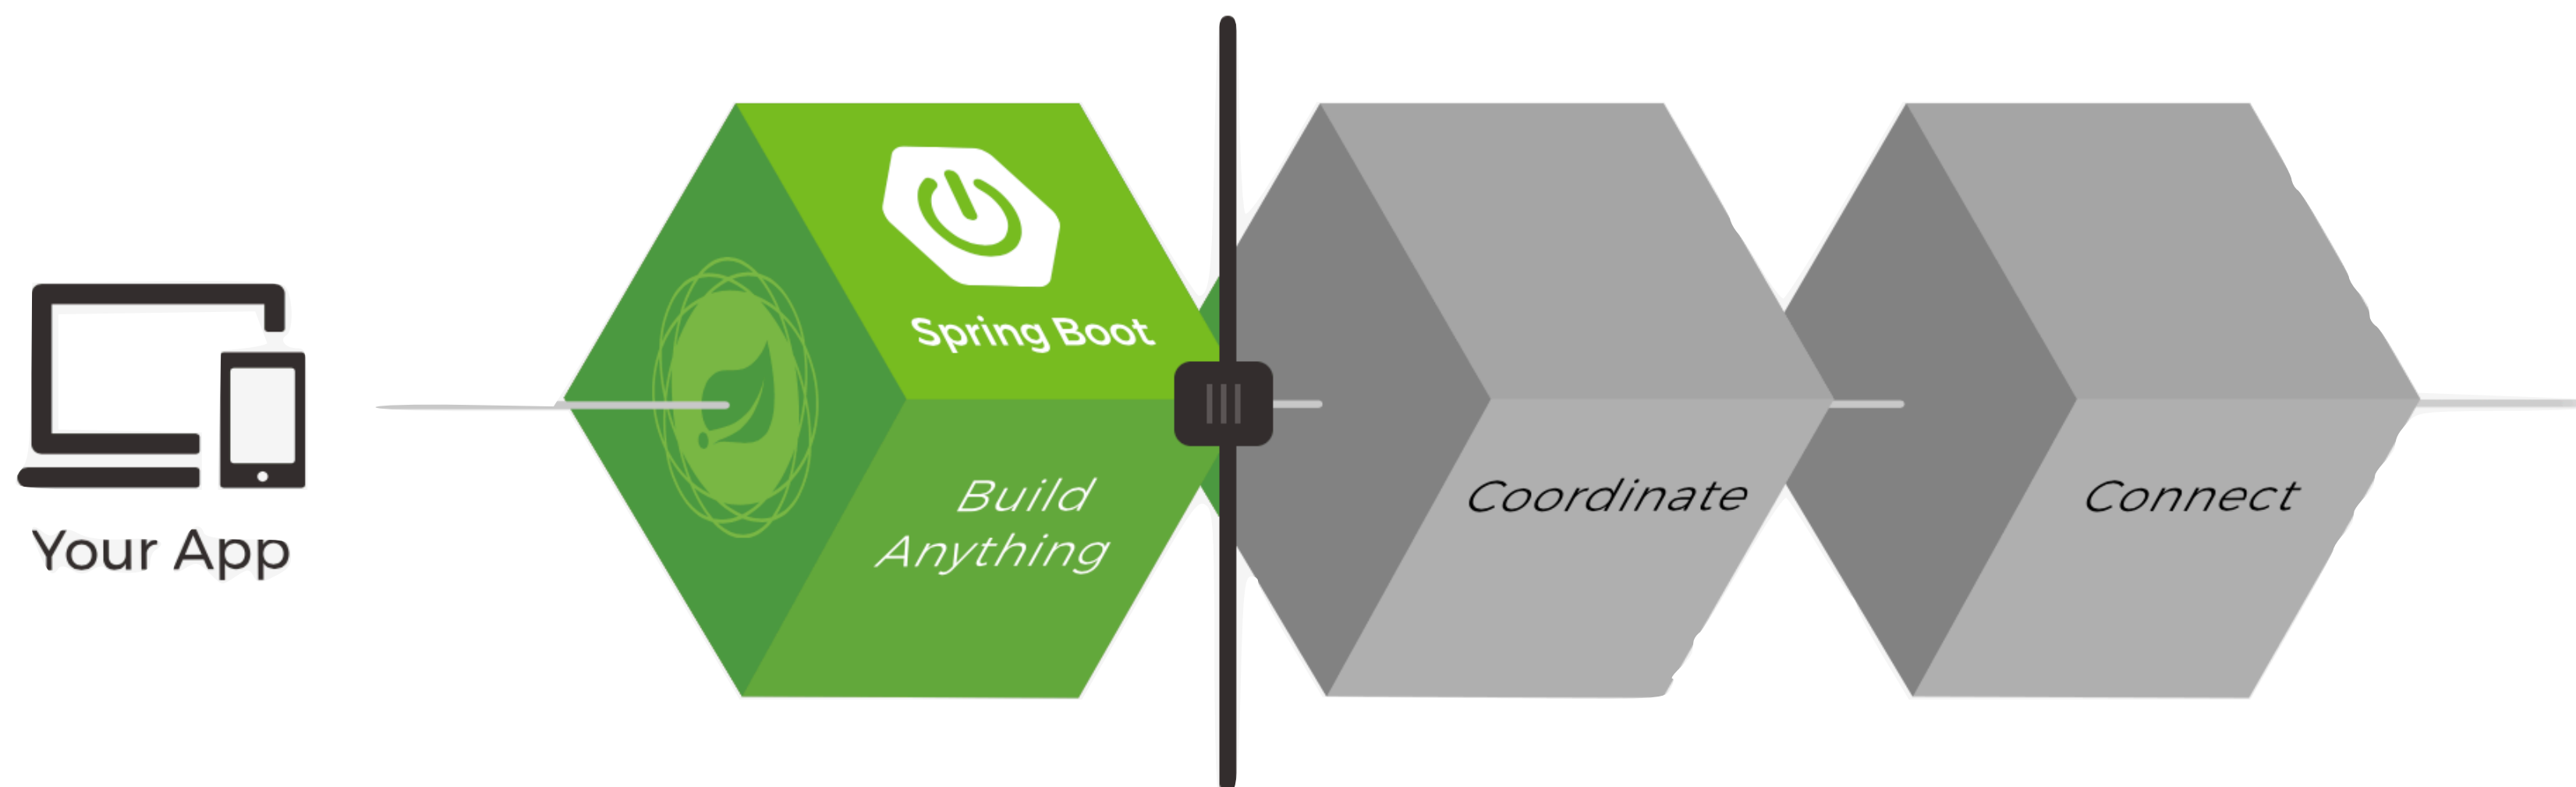 Your App
Spring Boot
Build
Anything
Coordinate
Connect